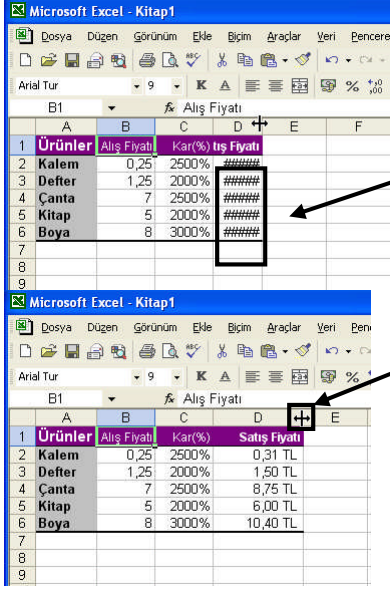 Microsoft Excel - Kitap1
Dosya Düzen Görünüm Ekle Biçim Araçlar Veri Pencere
Arial Tur 9 K A %
B1 fx Alış Fiyatı
A B C D E F
1 Ürünler Alış Fiyatı Kar(%) tış Fiyatı
2 Kalem 0,25 2500% #####
3 Defter 1,25 2000% #####
4 Çanta 7 2500% #####
5 Kitap 5 2000% #####
6 Boya 8 3000% #####
7
8
9
Microsoft Excel - Kitap1
Dosya Düzen Görünüm Ekle Biçim Araçlar Veri Pen
Arial Tur 9 K A %
B1 fx Alış Fiyatı
A B C D E
1 Ürünler Alış Fiyatı Kar(%) Satış Fiyatı
2 Kalem 0,25 2500% 0,31 TL
3 Defter 1,25 2000% 1,50 TL
4 Çanta 7 2500% 8,75 TL
5 Kitap 5 2000% 6,00 TL
6 Boya 8 3000% 10,40 TL
7
8
9